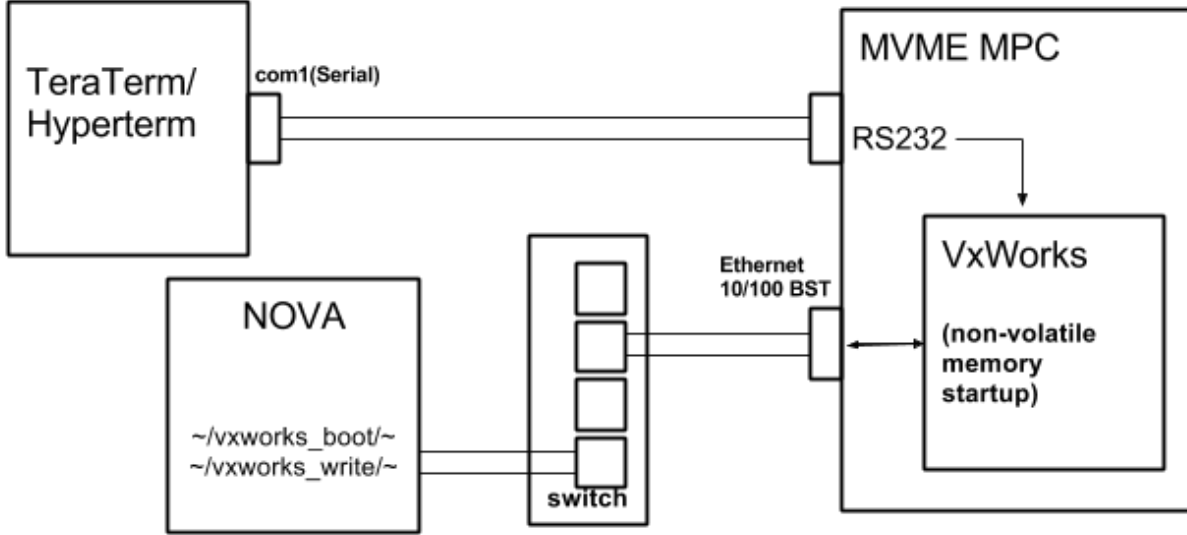 TeraTerm/
Hyperterm
com1(Serial)
MVME MPC
RS232
VxWorks
(non-volatile
memory
startup)
Ethernet
10/100 BST
NOVA
~/vxworks_boot/~
~/vxworks_write/~
switch